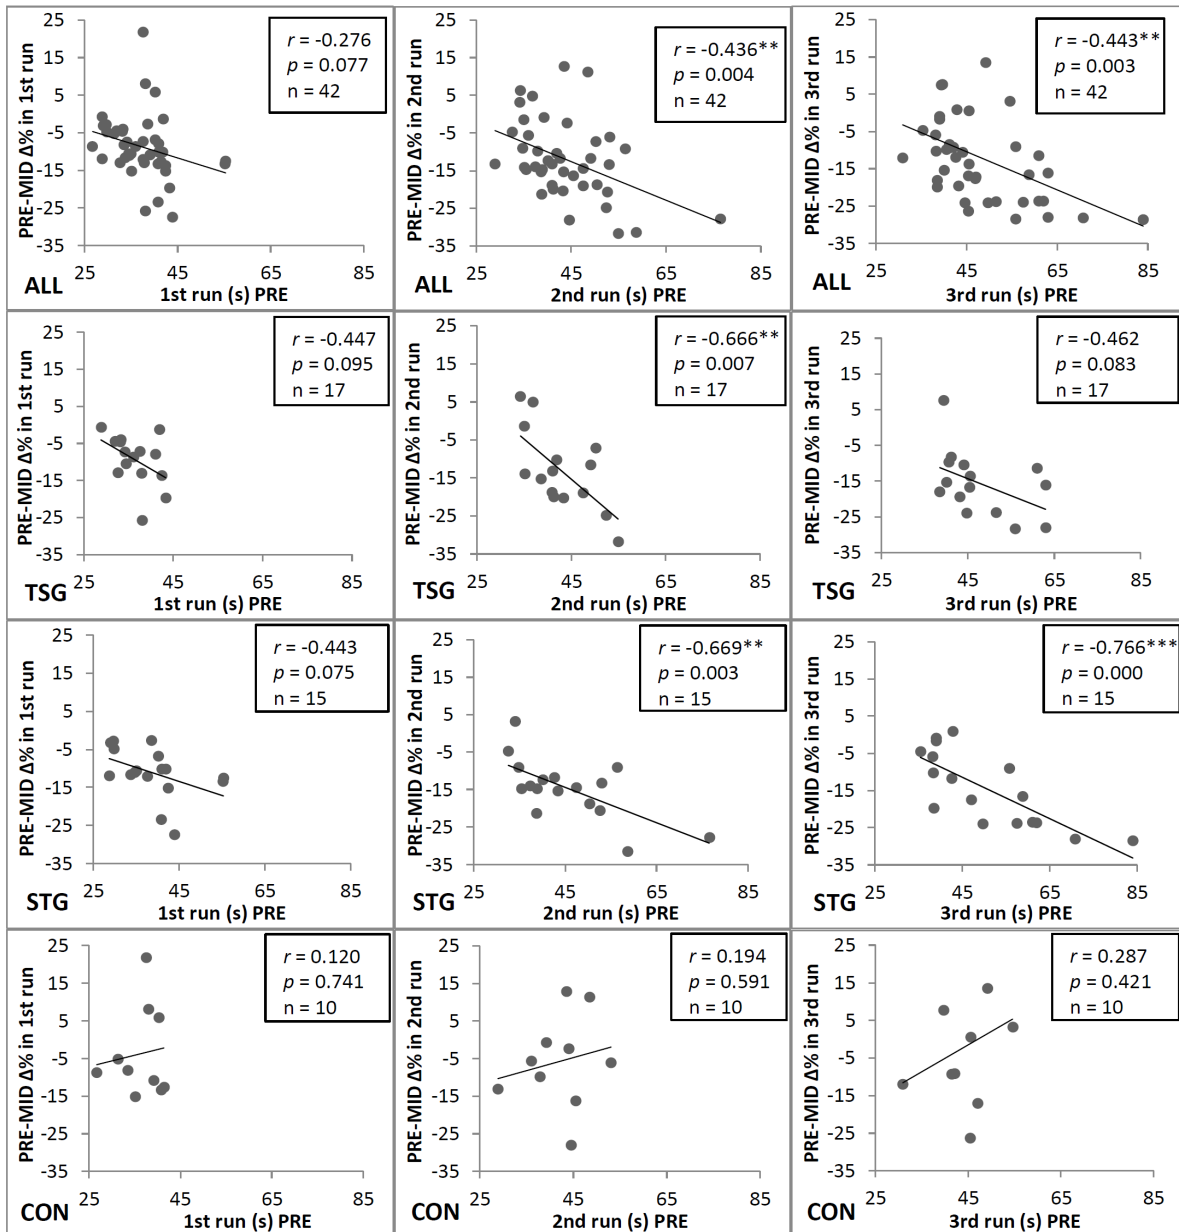 PRE-MID Δ% in 1st run
25
15
5
-5
-15
-25
-35
r = -0.276
p = 0.077
n = 42
25
45
65
85
ALL
1st run (s) PRE
PRE-MID Δ% in 2nd run
25
15
5
-5
-15
-25
-35
r = -0.436**
p = 0.004
n = 42
25
45
65
85
ALL
2nd run (s) PRE
PRE-MID Δ% in 3rd run
25
15
5
-5
-15
-25
-35
r = -0.443**
p = 0.003
n = 42
25
45
65
85
ALL
3rd run (s) PRE
PRE-MID Δ% in 1st run
25
15
5
-5
-15
-25
-35
r = -0.447
p = 0.095
n = 17
25
45
65
85
TSG
1st run (s) PRE
PRE-MID Δ% in 2nd run
25
15
5
-5
-15
-25
-35
r = -0.666**
p = 0.007
n = 17
25
45
65
85
TSG
2nd run (s) PRE
PRE-MID Δ% in 3rd run
25
15
5
-5
-15
-25
-35
r = -0.462
p = 0.083
n = 17
25
45
65
85
TSG
3rd run (s) PRE
PRE-MID Δ% in 1st run
25
15
5
-5
-15
-25
-35
r = -0.443
p = 0.075
n = 15
25
45
65
85
STG
1st run (s) PRE
PRE-MID Δ% in 2nd run
25
15
5
-5
-15
-25
-35
r = -0.669**
p = 0.003
n = 15
25
45
65
85
STG
2nd run (s) PRE
PRE-MID Δ% in 3rd run
25
15
5
-5
-15
-25
-35
r = -0.766***
p = 0.000
n = 15
25
45
65
85
STG
3rd run (s) PRE
PRE-MID Δ% in 1st run
25
15
5
-5
-15
-25
-35
r = 0.120
p = 0.741
n = 10
25
45
65
85
CON
1st run (s) PRE
PRE-MID Δ% in 2nd run
25
15
5
-5
-15
-25
-35
r = 0.194
p = 0.591
n = 10
25
45
65
85
CON
2nd run (s) PRE
PRE-MID Δ% in 3rd run
25
15
5
-5
-15
-25
-35
r = 0.287
p = 0.421
n = 10
25
45
65
85
CON
3rd run (s) PRE